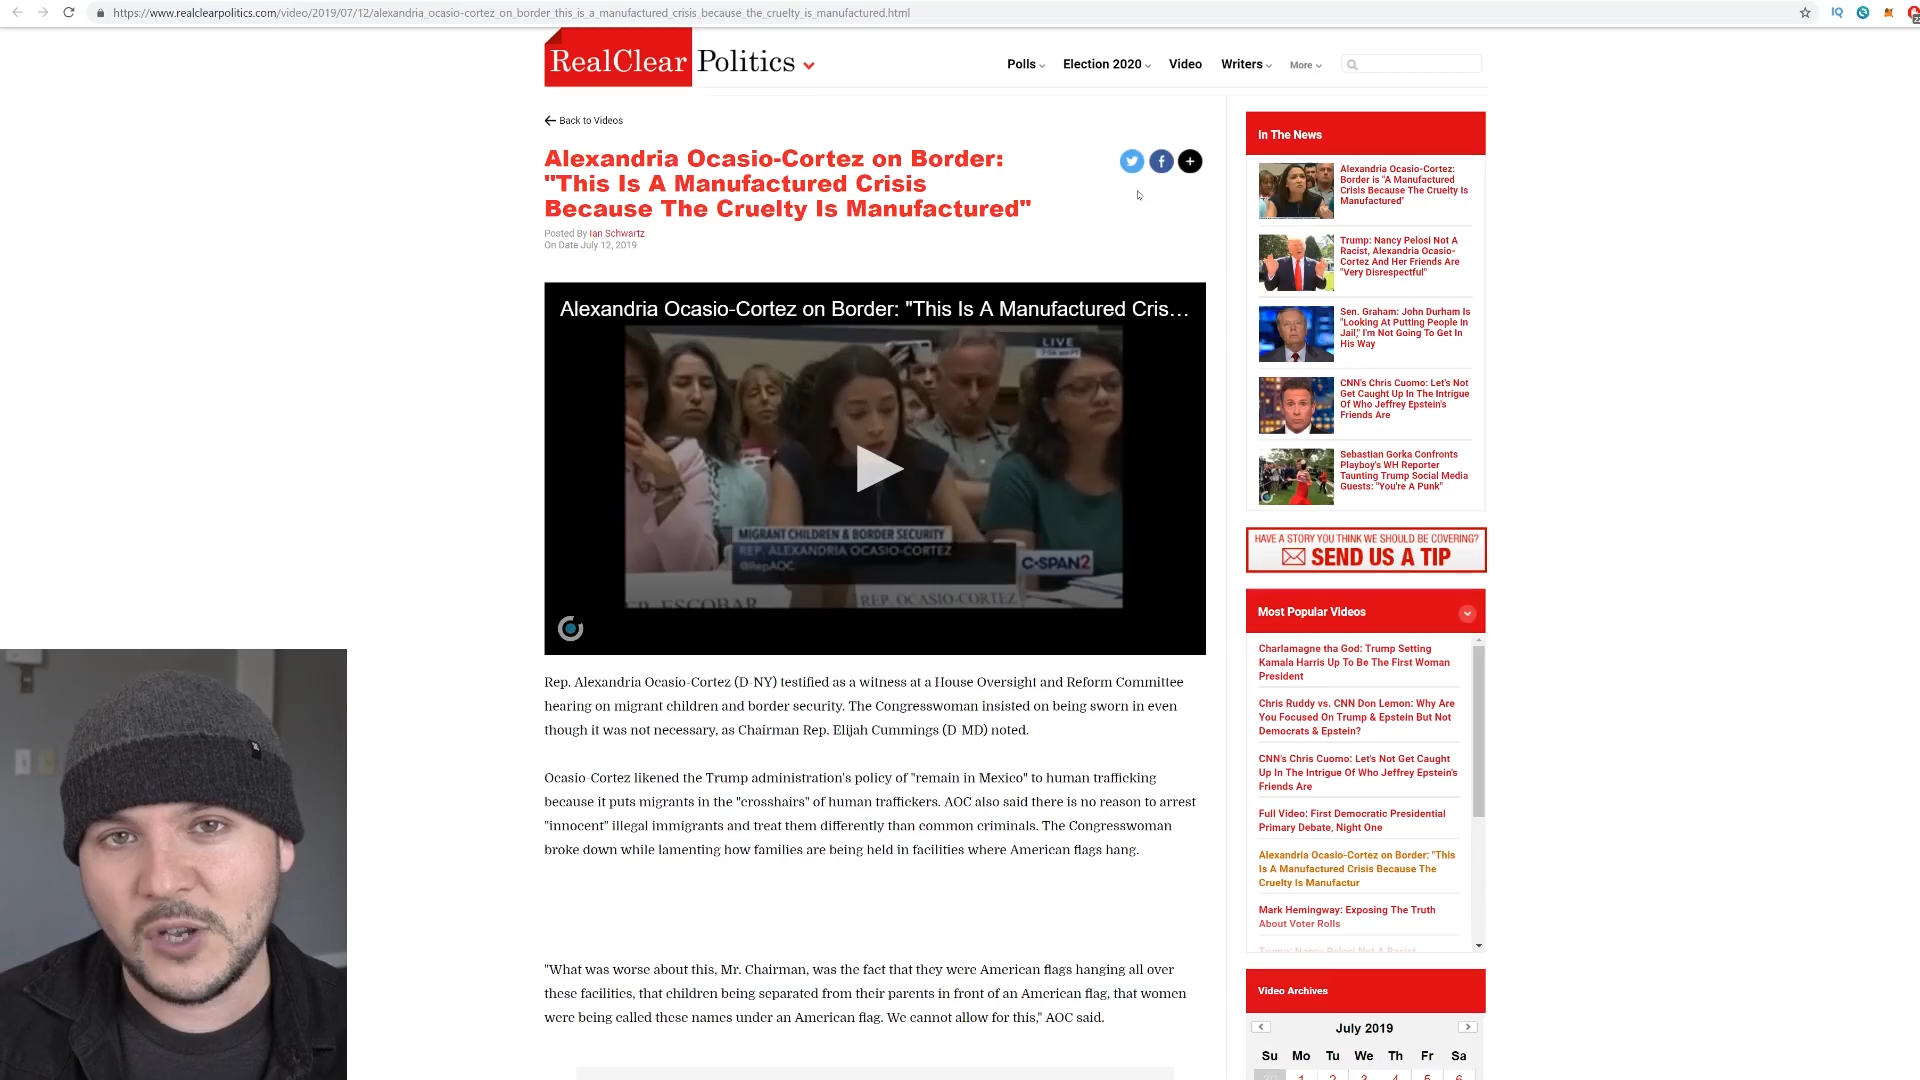 https://www.realclearpolitics.com/video/2019/07/12/alexandria_ocasio-cortez_on_border_this_is_a_manufactured_crisis_because_the_cruelty_is_manufactured.html
IQ
RealClear Politics
Polls
Election 2020
Video
Writers
More
Back to Videos
Alexandria Ocasio-Cortez on Border:
"This Is A Manufactured Crisis
Because The Cruelty Is Manufactured"
Posted By Ian Schwartz
On Date July 12, 2019
Alexandria Ocasio-Cortez on Border: "This Is A Manufactured Cris...
LIVE
MIGRANT CHILDREN & BORDER SECURITY
REP. ALEXANDRIA OCASIO-CORTEZ
@RepAOC
C-SPAN2
EP. ESCOBAR
REP. OCASIO-CORTEZ
Rep. Alexandria Ocasio-Cortez (D-NY) testified as a witness at a House Oversight and Reform Committee
hearing on migrant children and border security. The Congresswoman insisted on being sworn in even
though it was not necessary, as Chairman Rep. Elijah Cummings (D-MD) noted.
Ocasio-Cortez likened the Trump administration's policy of "remain in Mexico" to human trafficking
because it puts migrants in the "crosshairs" of human traffickers. AOC also said there is no reason to arrest
"innocent" illegal immigrants and treat them differently than common criminals. The Congresswoman
broke down while lamenting how families are being held in facilities where American flags hang.
"What was worse about this, Mr. Chairman, was the fact that they were American flags hanging all over
these facilities, that children being separated from their parents in front of an American flag, that women
were being called these names under an American flag. We cannot allow for this," AOC said.
In The News
Alexandria Ocasio-Cortez:
Border is "A Manufactured
Crisis Because The Cruelty Is
Manufactured"
Trump: Nancy Pelosi Not A
Racist, Alexandria Ocasio-
Cortez And Her Friends Are
"Very Disrespectful"
Sen. Graham: John Durham Is
"Looking At Putting People in
Jail," I'm Not Going To Get In
His Way
CNN's Chris Cuomo: Let's Not
Get Caught Up In The Intrigue
Of Who Jeffrey Epstein's
Friends Are
Sebastian Gorka Confronts
Playboy's WH Reporter
Taunting Trump Social Media
Guests: "You're A Punk"
HAVE A STORY YOU THINK WE SHOULD BE COVERING?
SEND US A TIP
Most Popular Videos
Charlamagne tha God: Trump Setting
Kamala Harris Up To Be The First Woman
President
Chris Ruddy vs. CNN Don Lemon: Why Are
You Focused On Trump & Epstein But Not
Democrats & Epstein?
CNN's Chris Cuomo: Let's Not Get Caught
Up In The Intrigue Of Who Jeffrey Epstein's
Friends Are
Full Video: First Democratic Presidential
Primary Debate, Night One
Alexandria Ocasio-Cortez on Border: "This
Is A Manufactured Crisis Because The
Cruelty Is Manufactur
Mark Hemingway: Exposing The Truth
About Voter Rolls
Trump: Nancy Pelosi Not A Racist,
Video Archives
July 2019
Su Mo Tu We Th Fr Sa
30 1 2 3 4 5 6